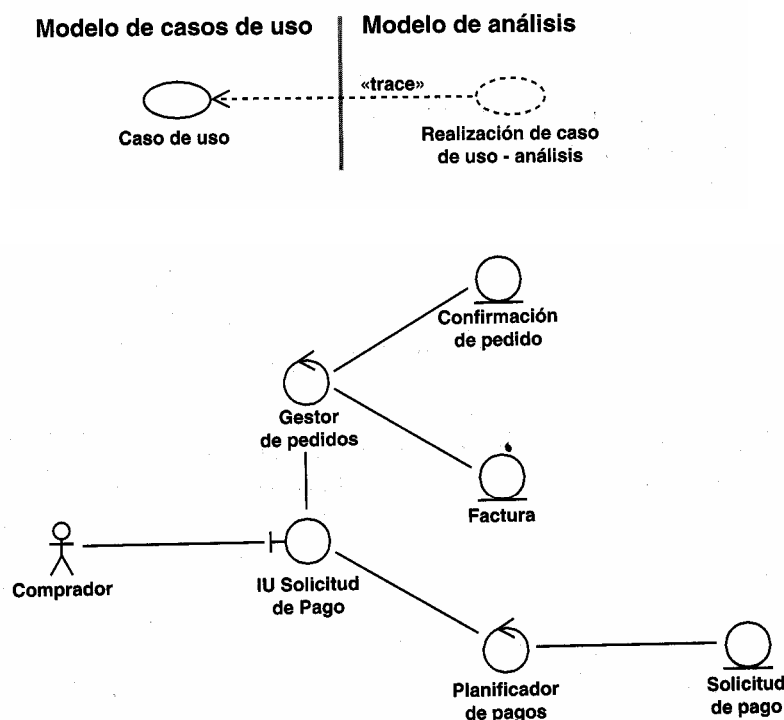 Modelo de casos de uso
Modelo de análisis
«trace»
Caso de uso
Realización de caso
de uso - análisis
Confirmación
de pedido
Gestor
de pedidos
Factura
Comprador
IU Solicitud
de Pago
Planificador
de pagos
Solicitud
de pago